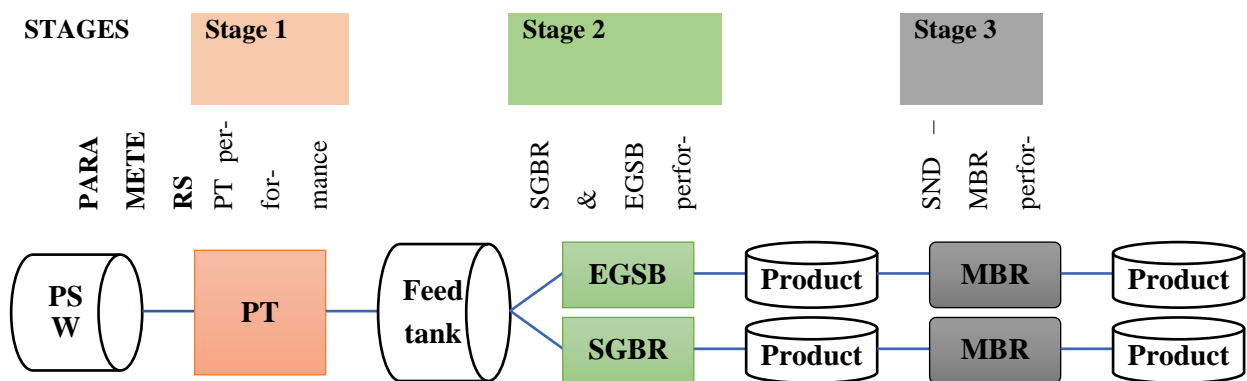 STAGES
Stage 1
Stage 2
Stage 3
PARA
METE
RS
PT per-
for-
mance
SGBR
&
EGSB
perfor-
SND –
MBR
perfor-
PS
W
PT
Feed
tank
EGSB
Product
MBR
Product
SGBR
Product
MBR
Product